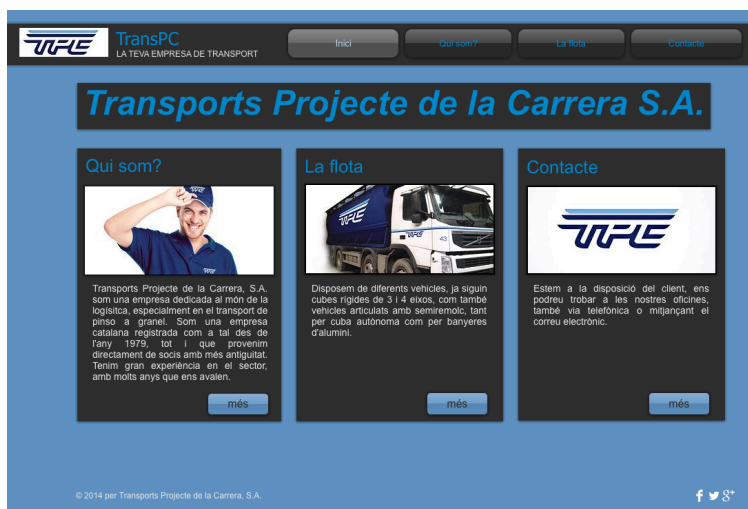 TransPC
LA TEVA EMPRESA DE TRANSPORT
Inici
Qui som?
La flota
Contacte
Transports Projecte de la Carrera S.A.
Qui som?
Transports Projecte de la Carrera, S.A.
som una empresa dedicada al món de la
logísitca, especialment en el transport de
pinso a granel. Som una empresa
catalana registrada com a tal des de
l'any 1979, tot i que provenim
directament de socis amb més antiguitat.
Tenim gran experiència en el sector,
amb molts anys que ens avalen.
més
La flota
43
Disposem de diferents vehicles, ja siguin
cubes rígides de 3 i 4 eixos, com també
vehicles articulats amb semiremolc, tant
per cuba autònoma com per banyeres
d'alumini.
més
Contacte
Estem a la disposició del client, ens
podreu trobar a les nostres oficines,
també via telefònica o mitjançant el
correu electrònic.
més
© 2014 per Transports Projecte de la Carrera, S.A.